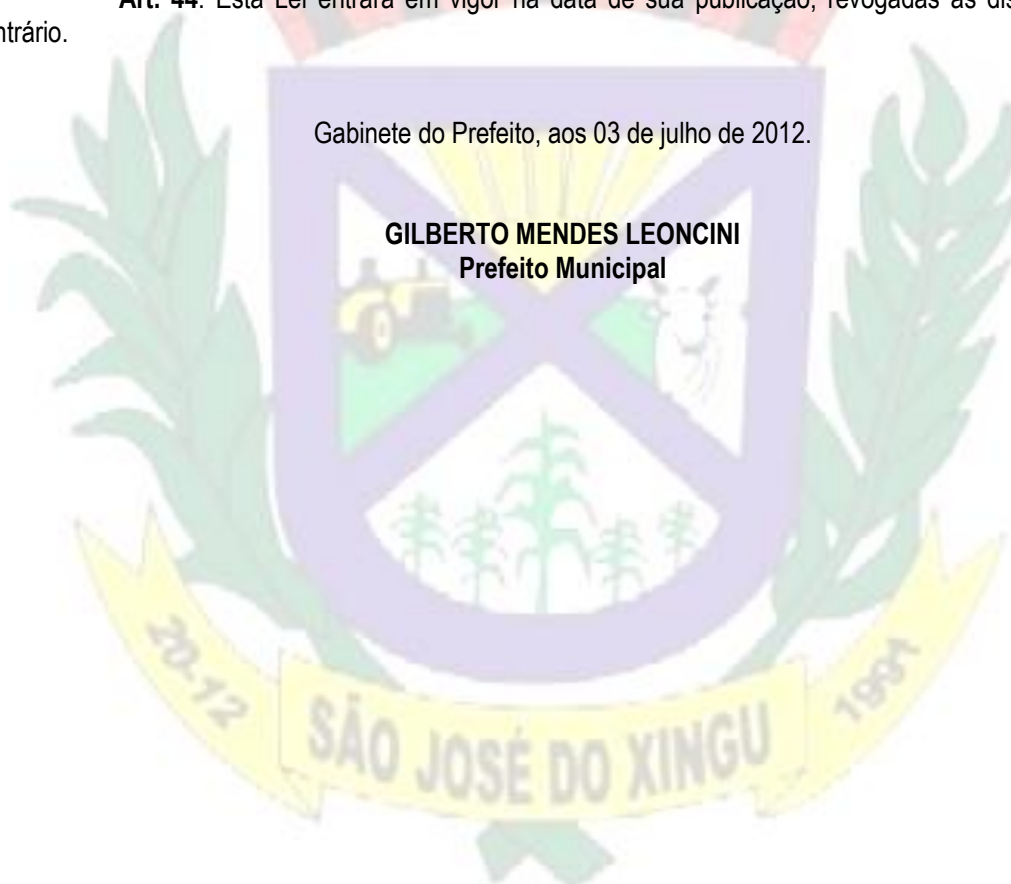 Art. 44. Esta Lei entrará em vigor na data de sua publicação, revogadas as dis
ntrário.
Gabinete do Prefeito, aos 03 de julho de 2012.
GILBERTO MENDES LEONCINI
Prefeito Municipal
20-12
SÃO JOSÉ DO XINGU
1991